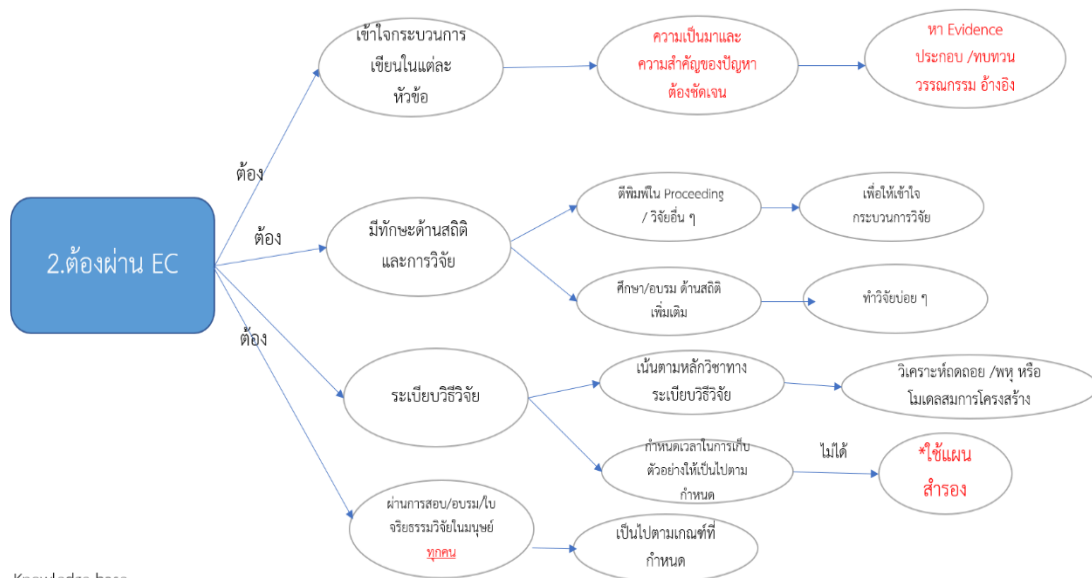 เข้าใจกระบวนการ
เขียนในแต่ละ
หัวข้อ
ความเป็นมาและ
ความสำคัญของปัญหา
ต้องชัดเจน
หา Evidence
ประกอบ /ทบทวน
วรรณกรรม อ้างอิง
ต้อง
2.ต้องผ่าน EC
ต้อง
มีทักษะด้านสถิติ
และการวิจัย
ตีพิมพ์ใน Proceeding
/ วิจัยอื่น ๆ
เพื่อให้เข้าใจ
กระบวนการวิจัย
ศึกษา/อบรม ด้านสถิติ
เพิ่มเติม
ทำวิจัยบ่อย ๆ
ต้อง
ระเบียบวิธีวิจัย
เน้นตามหลักวิชาทาง
ระเบียบวิธีวิจัย
วิเคราะห์ถดถอย /พหุ หรือ
โมเดลสมการโครงสร้าง
กำหนดเวลาในการเก็บ
ตัวอย่างให้เป็นไปตาม
กำหนด
ไม่ได้
*ใช้แผน
สำรอง
ผ่านการสอบ/อบรม/ใบ
จริยธรรมวิจัยในมนุษย์
ทุกคน
เป็นไปตามเกณฑ์ที่
กำหนด